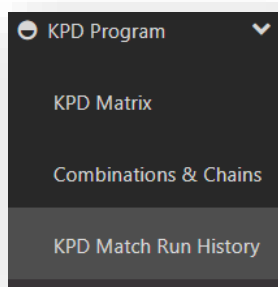 KPD Program
KPD Matrix
Combinations & Chains
KPD Match Run History